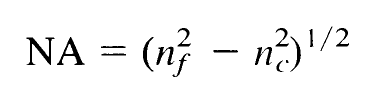 NA = (n_f^2 − n_c^2)^{1/2}